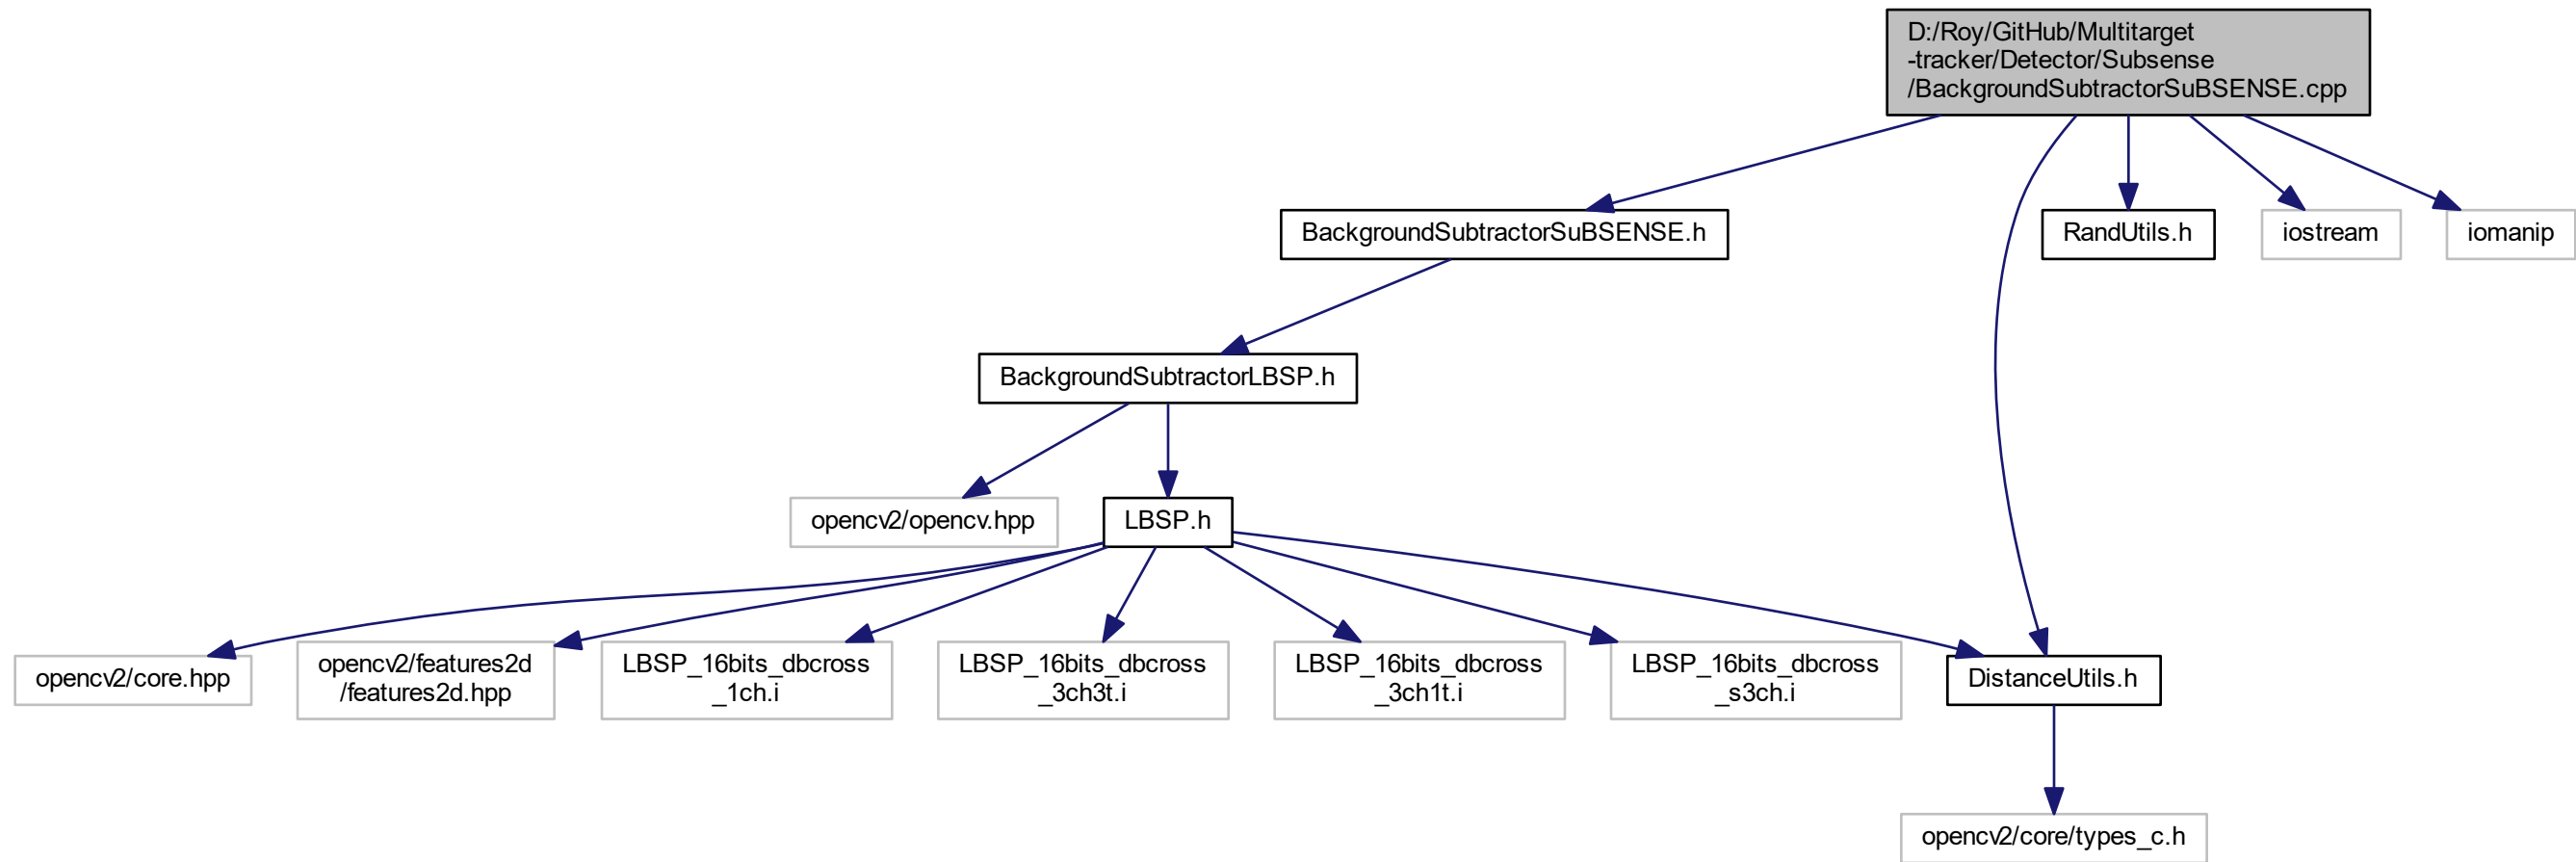 D:/Roy/GitHub/Multitarget
-tracker/Detector/Subsense
/BackgroundSubtractorSuBSENSE.cpp
BackgroundSubtractorSuBSENSE.h
RandUtils.h
iostream
iomanip
BackgroundSubtractorLBSP.h
opencv2/opencv.hpp
LBSP.h
opencv2/core.hpp
opencv2/features2d
/features2d.hpp
LBSP_16bits_dbcross
_1ch.i
LBSP_16bits_dbcross
_3ch3t.i
LBSP_16bits_dbcross
_3ch1t.i
LBSP_16bits_dbcross
_s3ch.i
DistanceUtils.h
opencv2/core/types_c.h